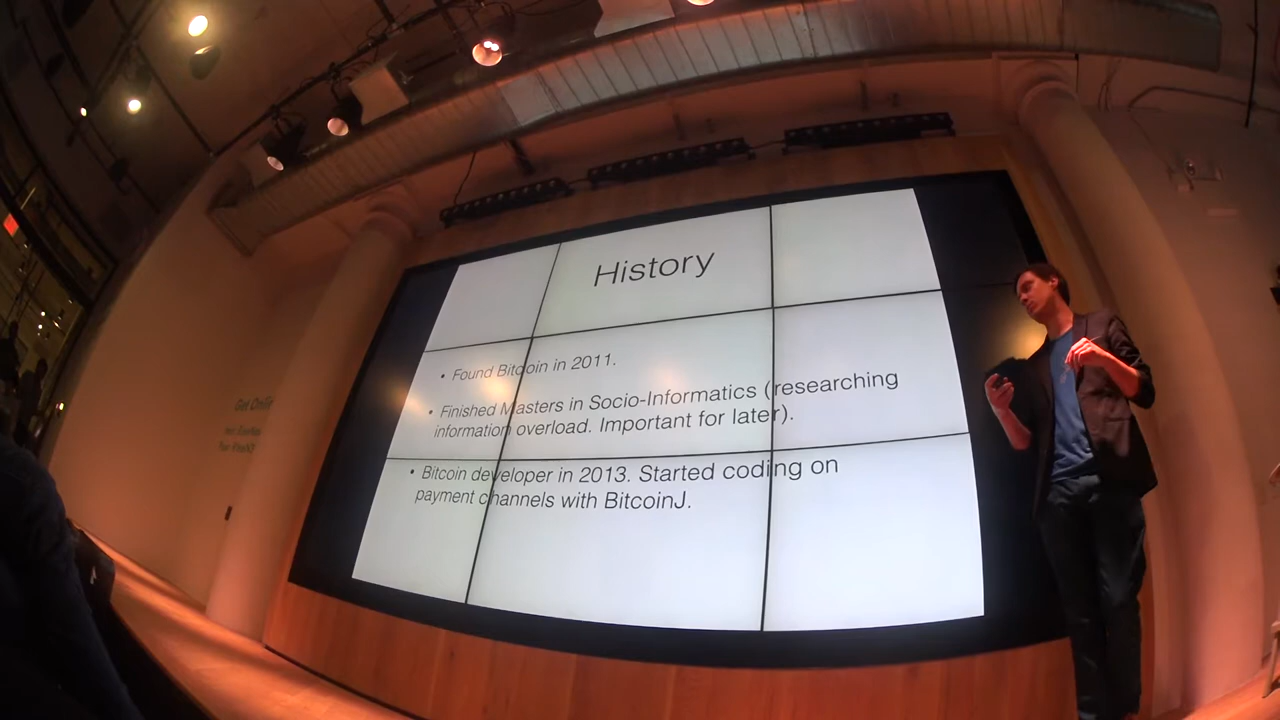 History
• Found Bitcoin in 2011.
• Finished Masters in Socio-Informatics (researching
information overload. Important for later).
• Bitcoin developer in 2013. Started coding on
payment channels with BitcoinJ.